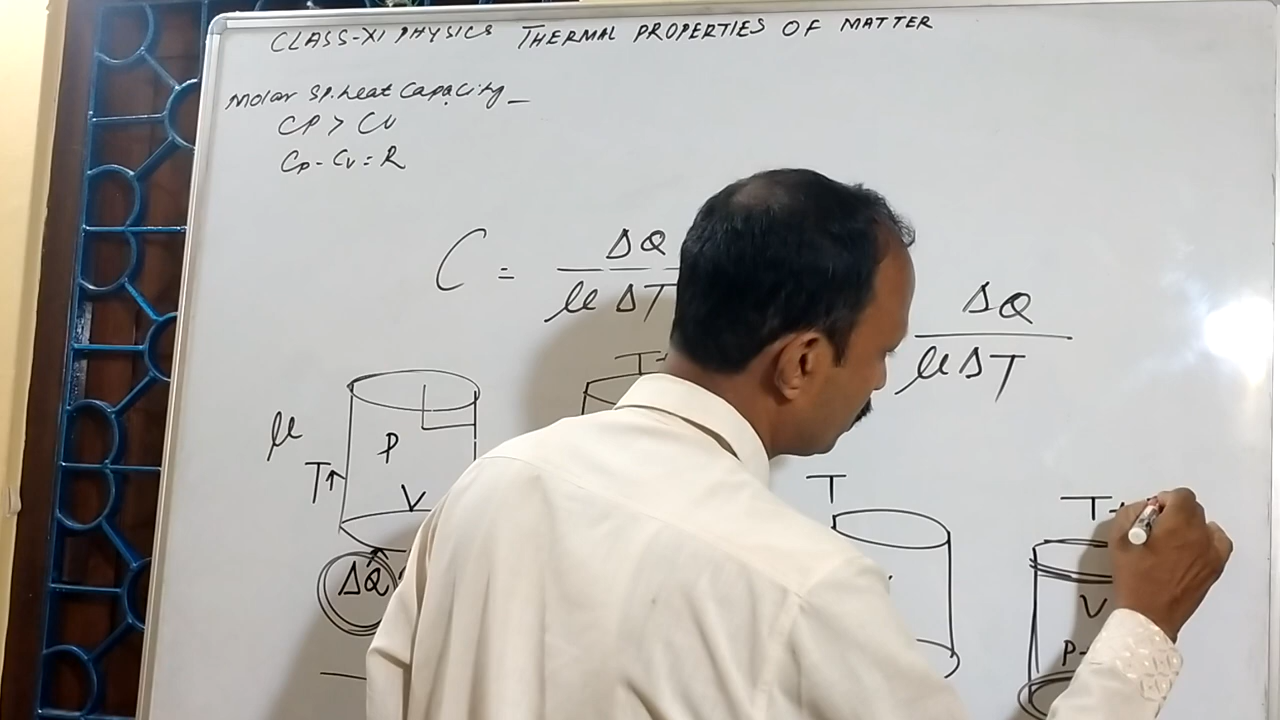 CLASS-XI PHYSICS THERMAL PROPERTIES OF MATTER
Molar SP. heat capacity
CP > CV
Cp - Cv = R
C = ΔQ
μ ΔT
ΔQ
μ ΔT
μ
T↑
P
V
ΔQ
T
T
T
V
P